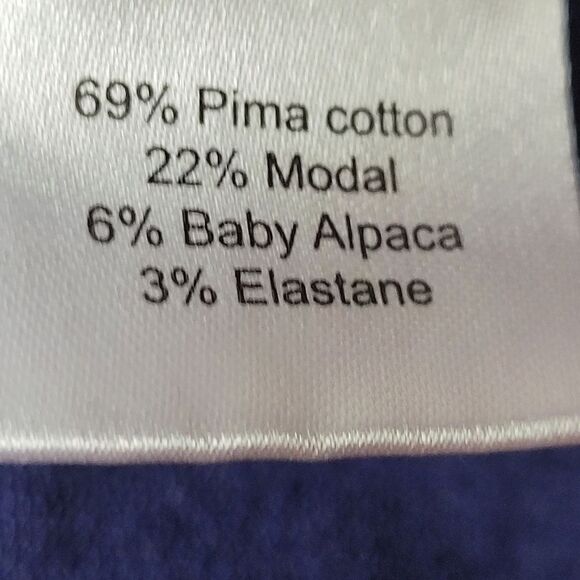 69% Pima cotton
22% Modal
6% Baby Alpaca
3% Elastane